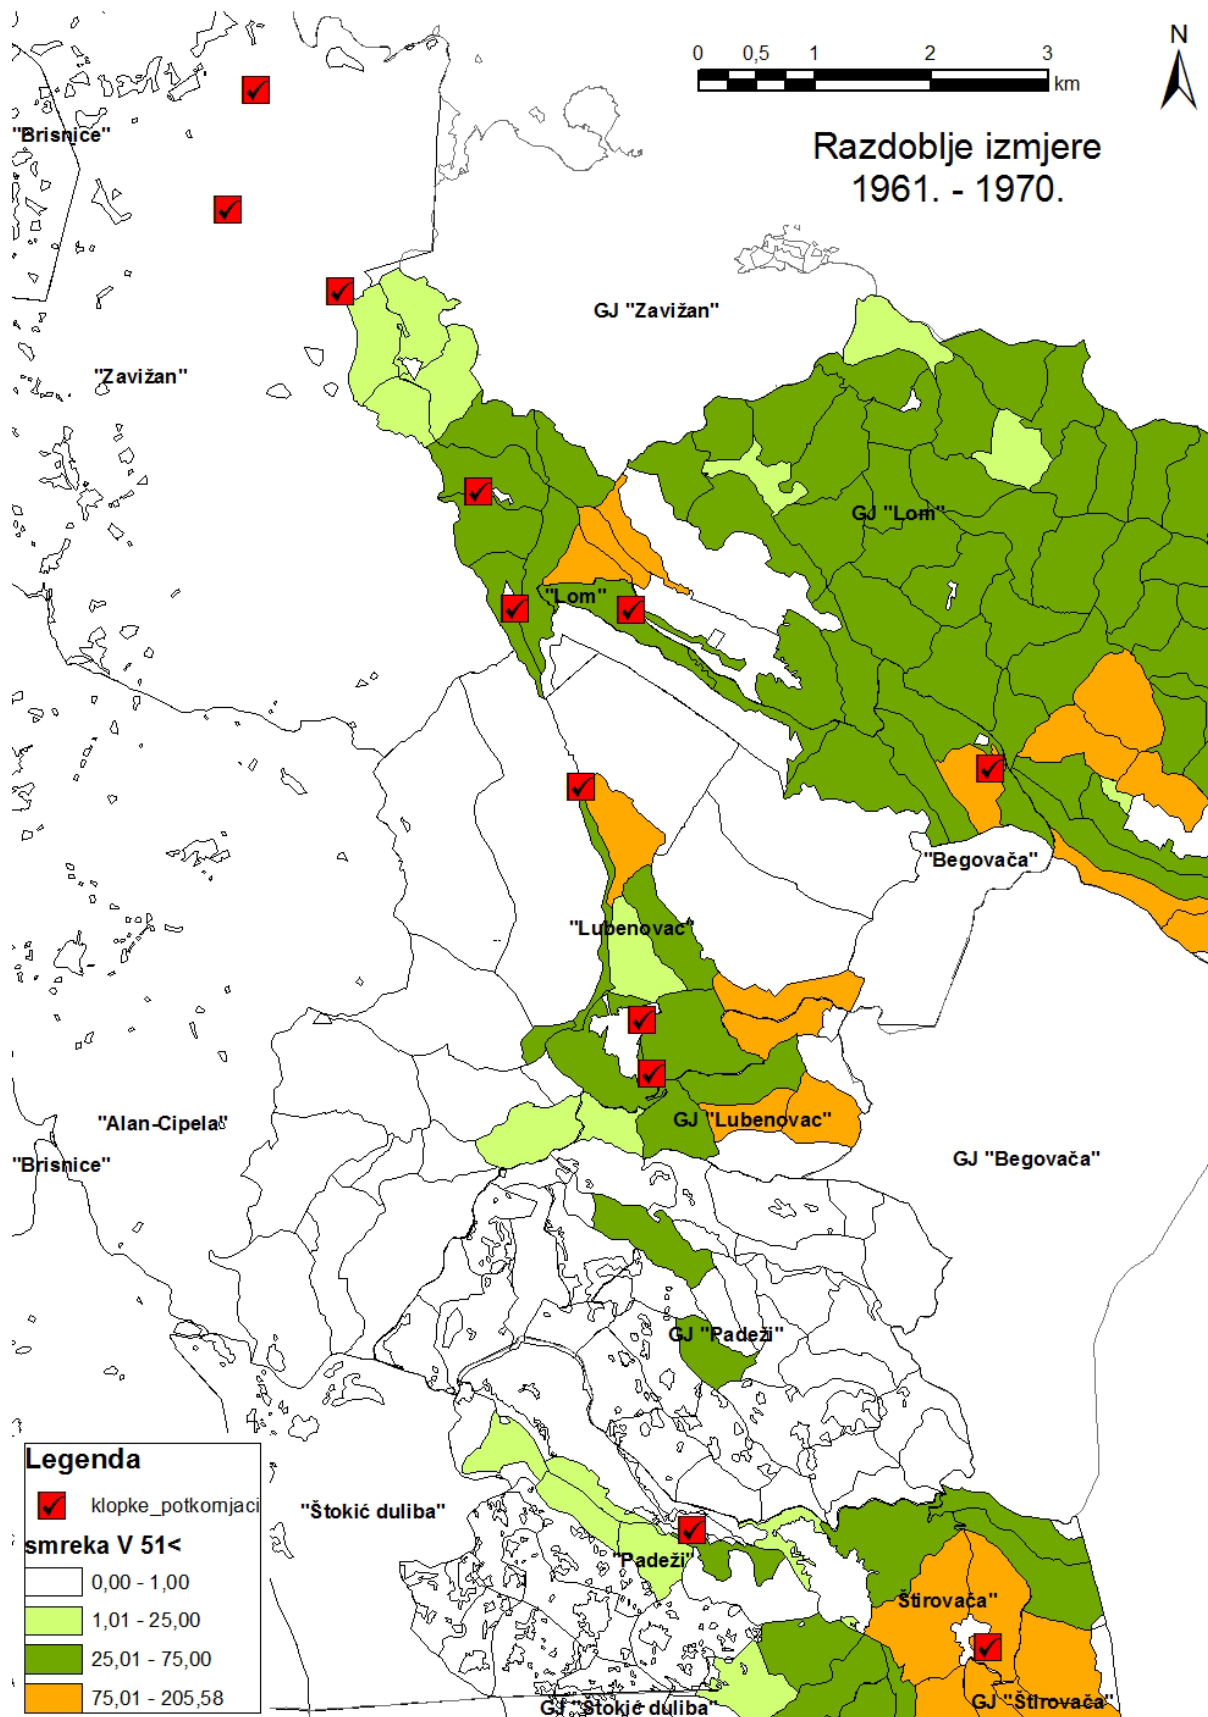 0 0,5 1 2 3
km
N
Razdoblje izmjere
1961. - 1970.
"Brisnice"
GJ "Zavižan"
"Zavižan"
GJ "Lom"
"Lom"
"Begovača"
"Lubenovac"
"Alan-Cipela"
GJ "Lubenovac"
"Brisnice"
GJ "Begovača"
GJ "Padeži"
"Štokić duliba"
"Padeži"
Štirovača"
GJ "Štirovača"
GJ "Štokić duliba"
Legenda
klopke_potkornjaci
smreka V 51<
0,00 - 1,00
1,01 - 25,00
25,01 - 75,00
75,01 - 205,58